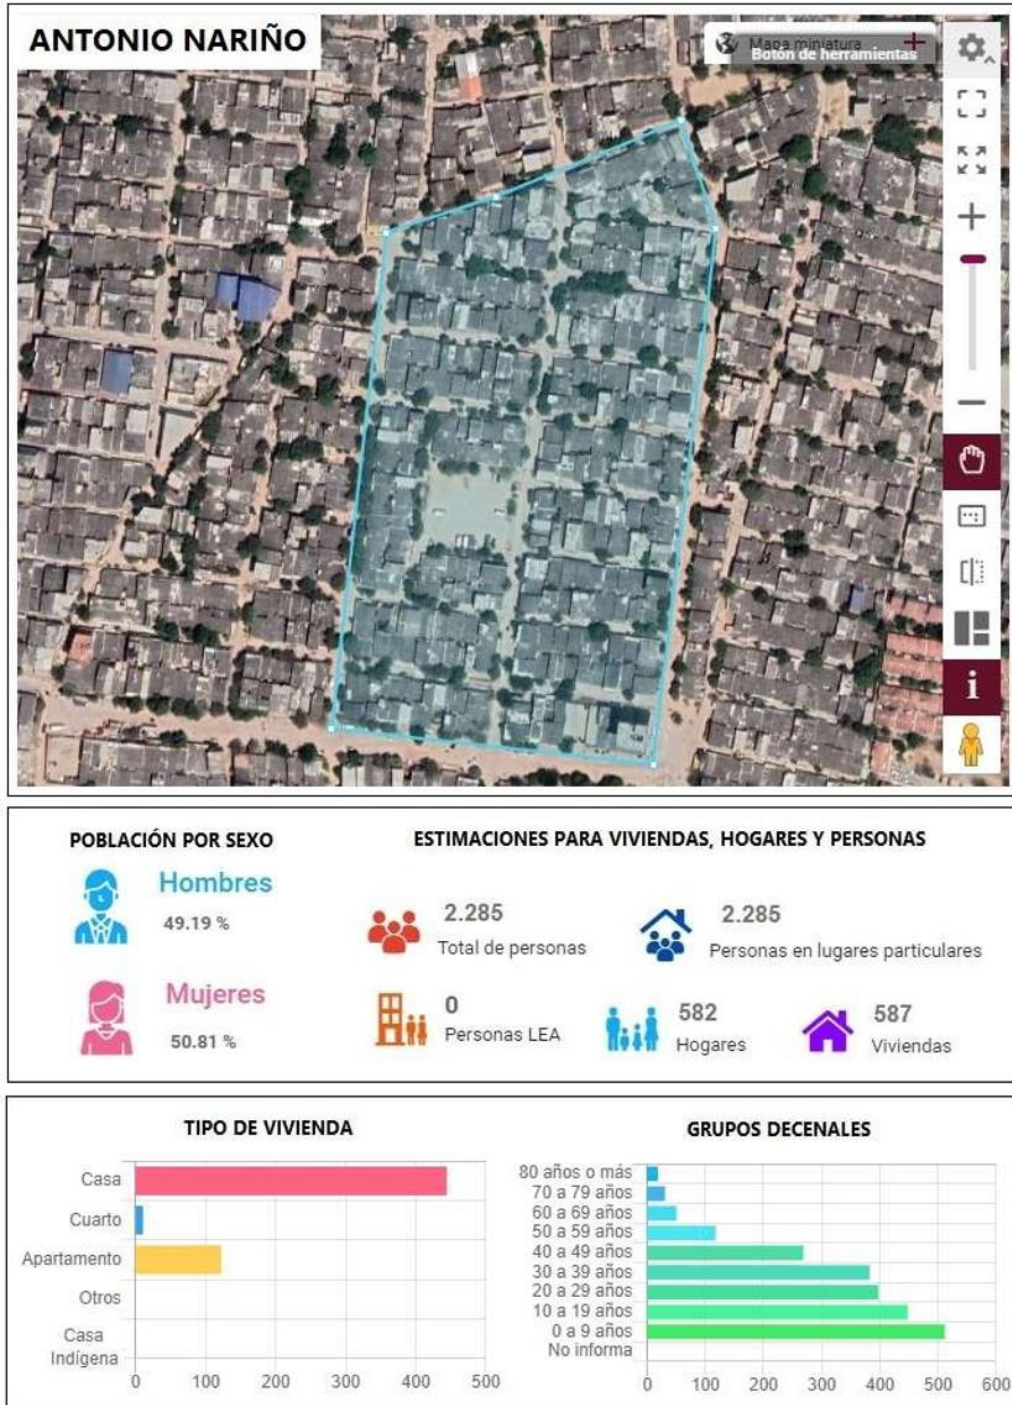 ANTONIO NARIÑO
Mapa miniatura
Botón de herramientas
POBLACIÓN POR SEXO
Hombres
49.19 %
Mujeres
50.81 %
ESTIMACIONES PARA VIVIENDAS, HOGARES Y PERSONAS
2.285
Total de personas
2.285
Personas en lugares particulares
0
Personas LEA
582
Hogares
587
Viviendas
TIPO DE VIVIENDA
Casa
Cuarto
Apartamento
Otros
Casa
Indígena
0 100 200 300 400 500
GRUPOS DECENALES
80 años o más
70 a 79 años
60 a 69 años
50 a 59 años
40 a 49 años
30 a 39 años
20 a 29 años
10 a 19 años
0 a 9 años
No informa
0 100 200 300 400 500 600